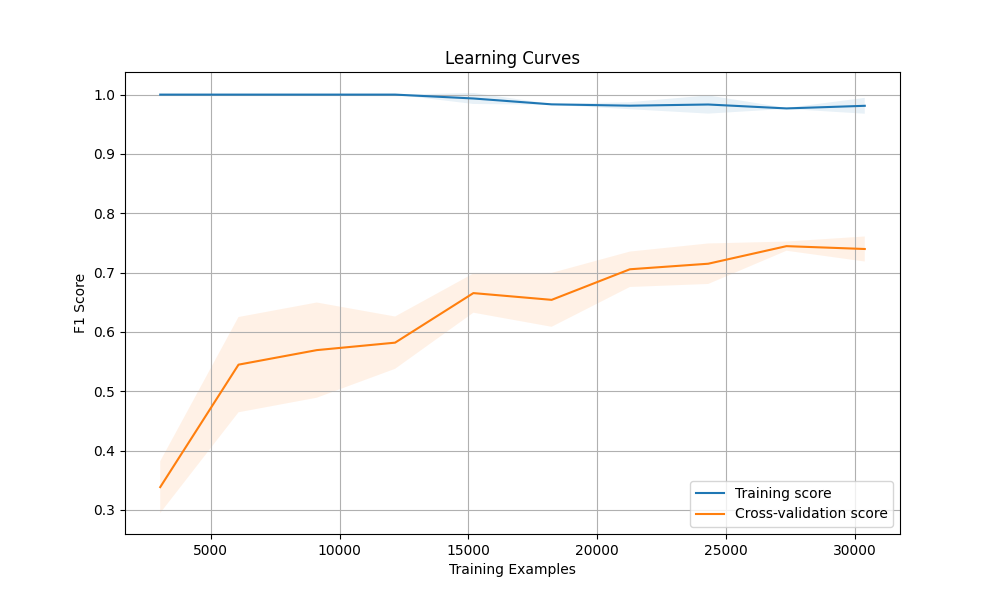 Learning Curves
1.0
0.9
0.8
0.7
0.6
0.5
0.4
0.3
F1 Score
Training score
Cross-validation score
5000 10000 15000 20000 25000 30000
Training Examples